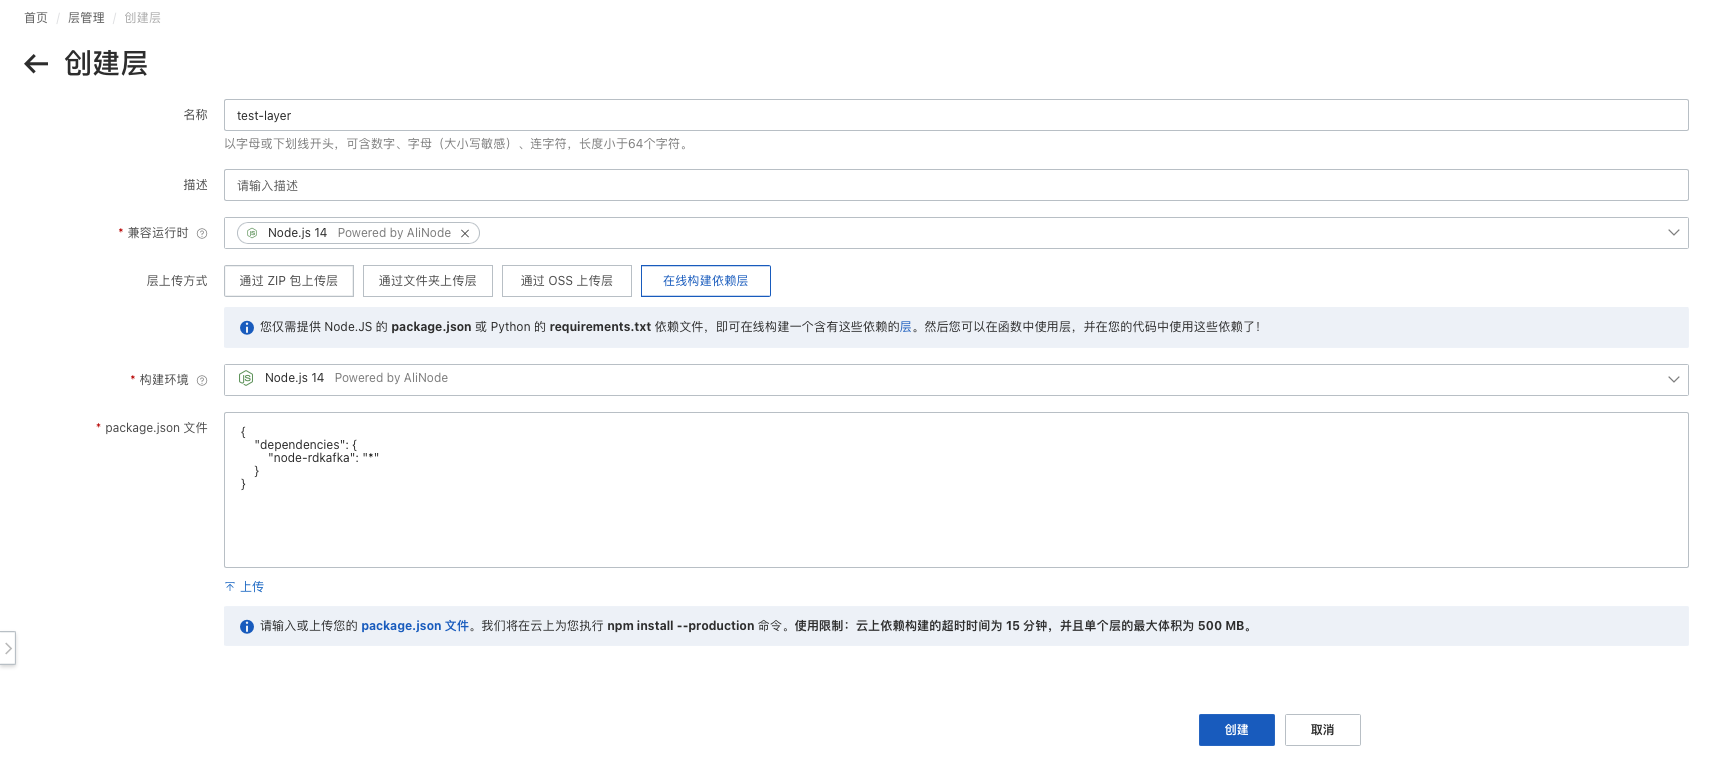 首页 / 层管理 / 创建层
创建层
名称
test-layer
以字母或下划线开头，可含数字、字母（大小写敏感）、连字符，长度小于64个字符。
描述
请输入描述
* 兼容运行时
Node.js 14 Powered by AliNode
层上传方式
通过 ZIP 包上传层 通过文件夹上传层 通过 OSS 上传层 在线构建依赖层
您仅需提供 Node.JS 的 package.json 或 Python 的 requirements.txt 依赖文件，即可在线构建一个含有这些依赖的层。然后您可以在函数中使用层，并在您的代码中使用这些依赖了！
* 构建环境
Node.js 14 Powered by AliNode
* package.json 文件
{
"dependencies": {
"node-rdkafka": "*"
}
}
上传
请输入或上传您的 package.json 文件。我们将在云上为您执行 npm install --production 命令。使用限制：云上依赖构建的超时时间为 15 分钟，并且单个层的最大体积为 500 MB。
创建 取消